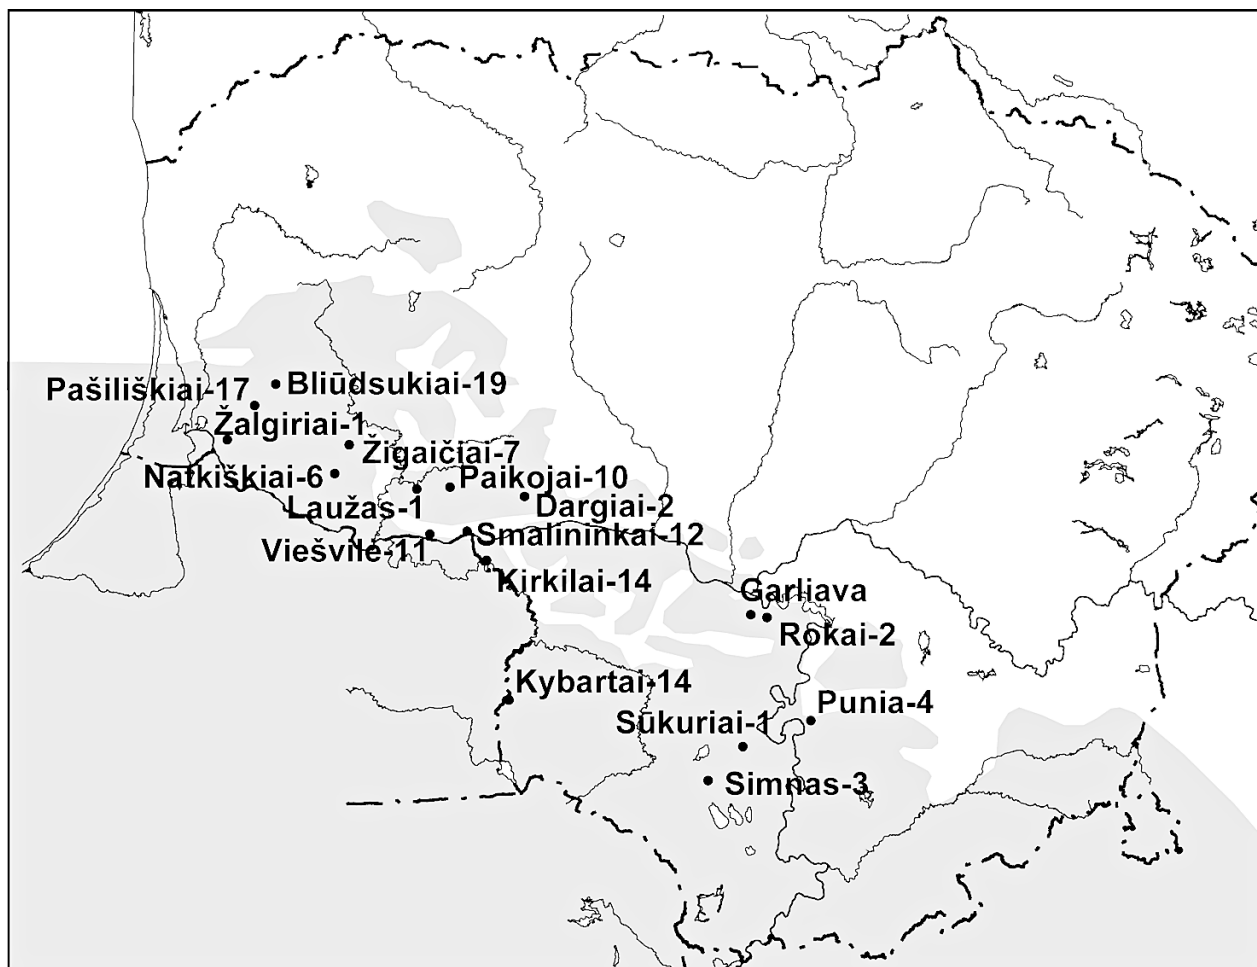 Pašiliškiai-17
Bliūdsukiai-19
Žalgiriai-1
Žigaičiai-7
Natkiškiai-6
Paikojai-10
Laužas-1
Dargiai-2
Smalininkai-12
Viešvilė-11
Kirkilai-14
Garliava
Rokai-2
Kybartai-14
Punia-4
Sūkuriai-1
Simnas-3